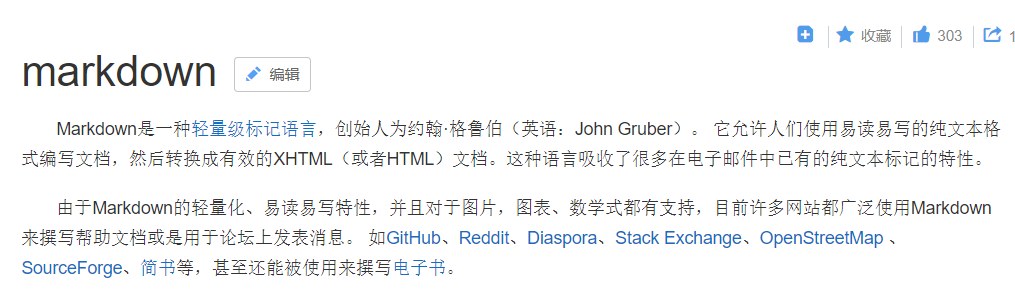 收藏 303 1
markdown 编辑
Markdown是一种轻量级标记语言，创始人为约翰·格鲁伯（英语：John Gruber）。 它允许人们使用易读易写的纯文本格
式编写文档，然后转换成有效的XHTML（或者HTML）文档。这种语言吸收了很多在电子邮件中已有的纯文本标记的特性。
由于Markdown的轻量化、易读易写特性，并且对于图片，图表、数学式都有支持，目前许多网站都广泛使用Markdown
来撰写帮助文档或是用于论坛上发表消息。 如GitHub、Reddit、Diaspora、Stack Exchange、OpenStreetMap 、
SourceForge、简书等，甚至还能被使用来撰写电子书。